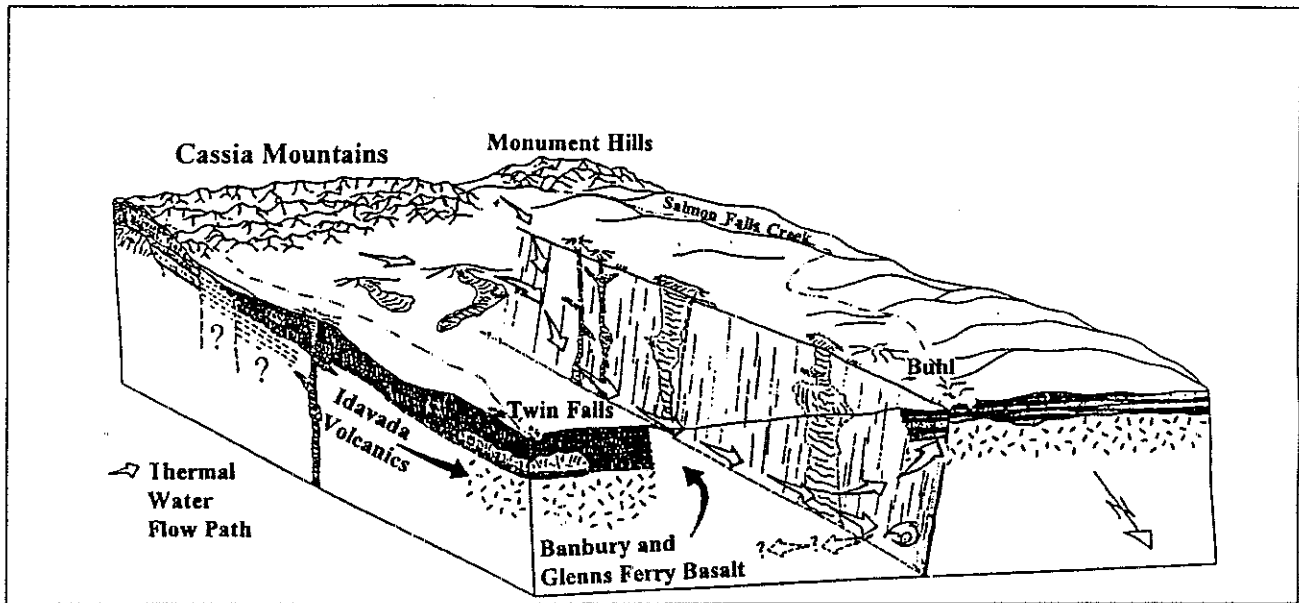 Monument Hills
Cassia Mountains
Salmon Falls Creek
Buhl
?
?
Twin Falls
Idavada
Volcanics
Thermal
Water
Flow Path
Banbury and
Glenns Ferry Basalt
? ?